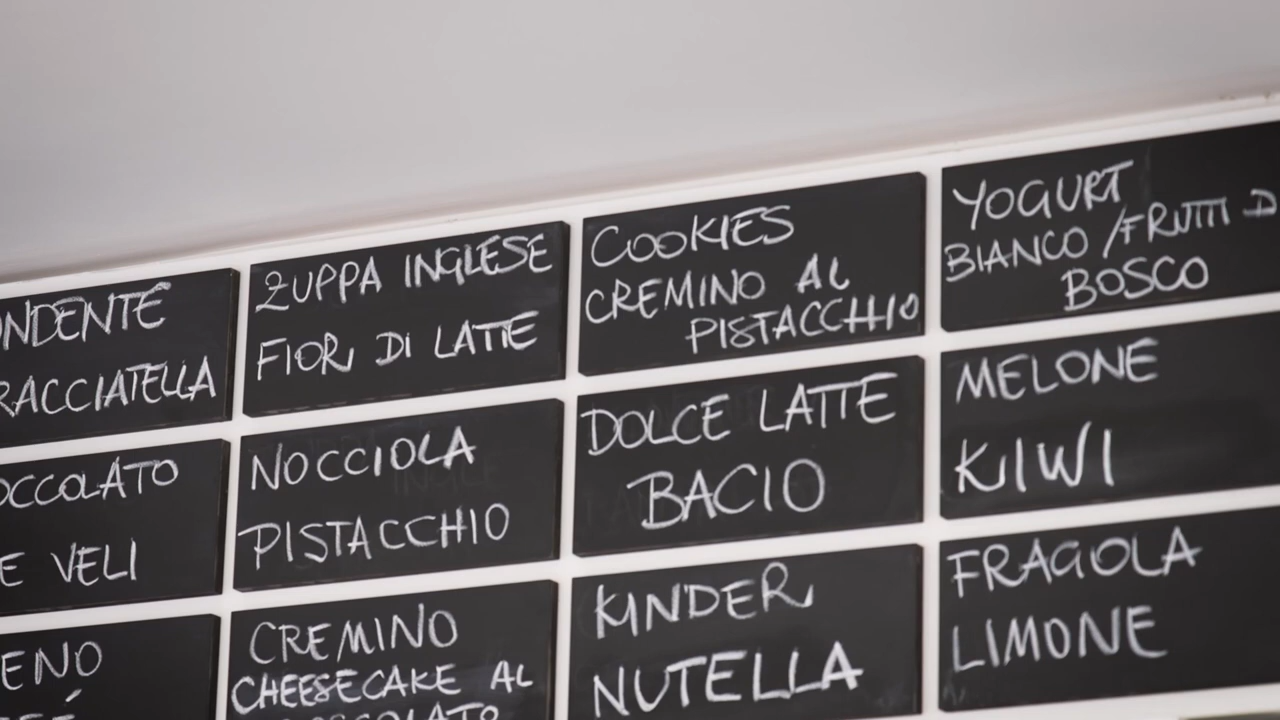 NDENTE
RACCIATELLA
ZUPPA INGLESE
FIOR DI LATTE
COOKIES
CREMINO AL
PISTACCHIO
YOGURT
BIANCO / FRUTTI D
BOSCO
OCCOLATO
E VELI
NOCCIOLA
PISTACCHIO
DOLCE LATTE
BACIO
MELONE
KIWI
ENO
CREMINO
CHEESECAKE AL
KINDER
NUTELLA
FRAGOLA
LIMONE